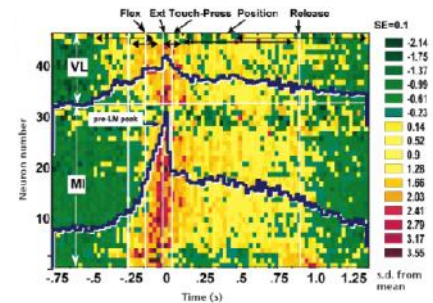 Flex Ext Touch-Press Position Release
SE=0.1
40
VL
30
pre-LM peak
20
MI
10
0
Neuron number
-.75 -.5 -.25 0 .25 .5 .75 1.0 1.25
Time (s)
-2.14
-1.75
-1.37
-0.99
-0.61
-0.23
0.14
0.52
0.9
1.28
1.66
2.03
2.41
2.79
3.17
3.55
s.d. from
mean